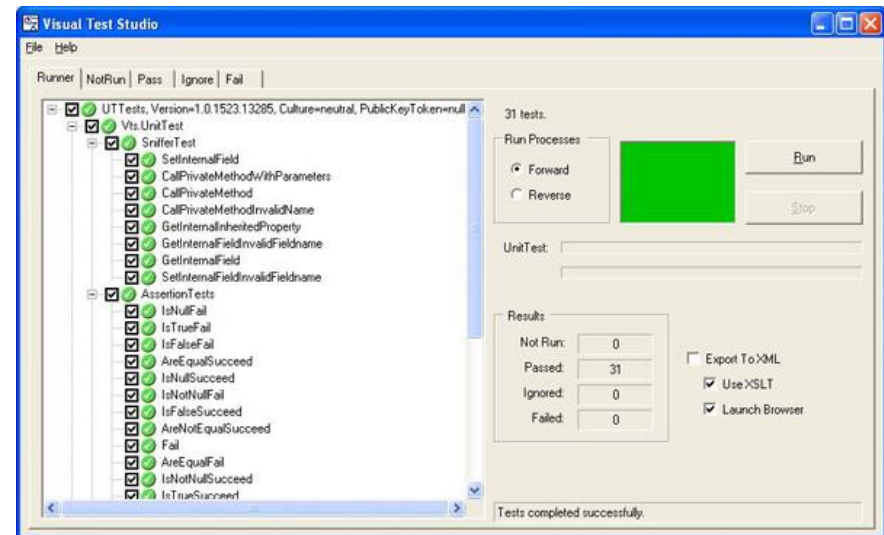 Visual Test Studio
File Help
Runner NotRun Pass Ignore Fail
UTTests, Version=1.0.1523.13285, Culture=neutral, PublicKeyToken=null
Vts.UnitTest
SnifferTest
SetInternalField
CallPrivateMethodWithParameters
CallPrivateMethod
CallPrivateMethodInvalidName
GetInternalInheritedProperty
GetInternalFieldInvalidFieldname
GetInternalField
SetInternalFieldInvalidFieldname
AssertionTests
IsNullFail
IsTrueFail
IsFalseFail
AreEqualSucceed
IsNullSucceed
IsNotNullFail
IsFalseSucceed
AreNotEqualSucceed
Fail
AreEqualFail
IsNotNullSucceed
IsTrueSucceed
31 tests.
Run Processes
Forward
Reverse
Run
Stop
UnitTest:
Results
Not Run: 0
Passed: 31
Ignored: 0
Failed: 0
Export To XML
Use XSLT
Launch Browser
Tests completed successfully.